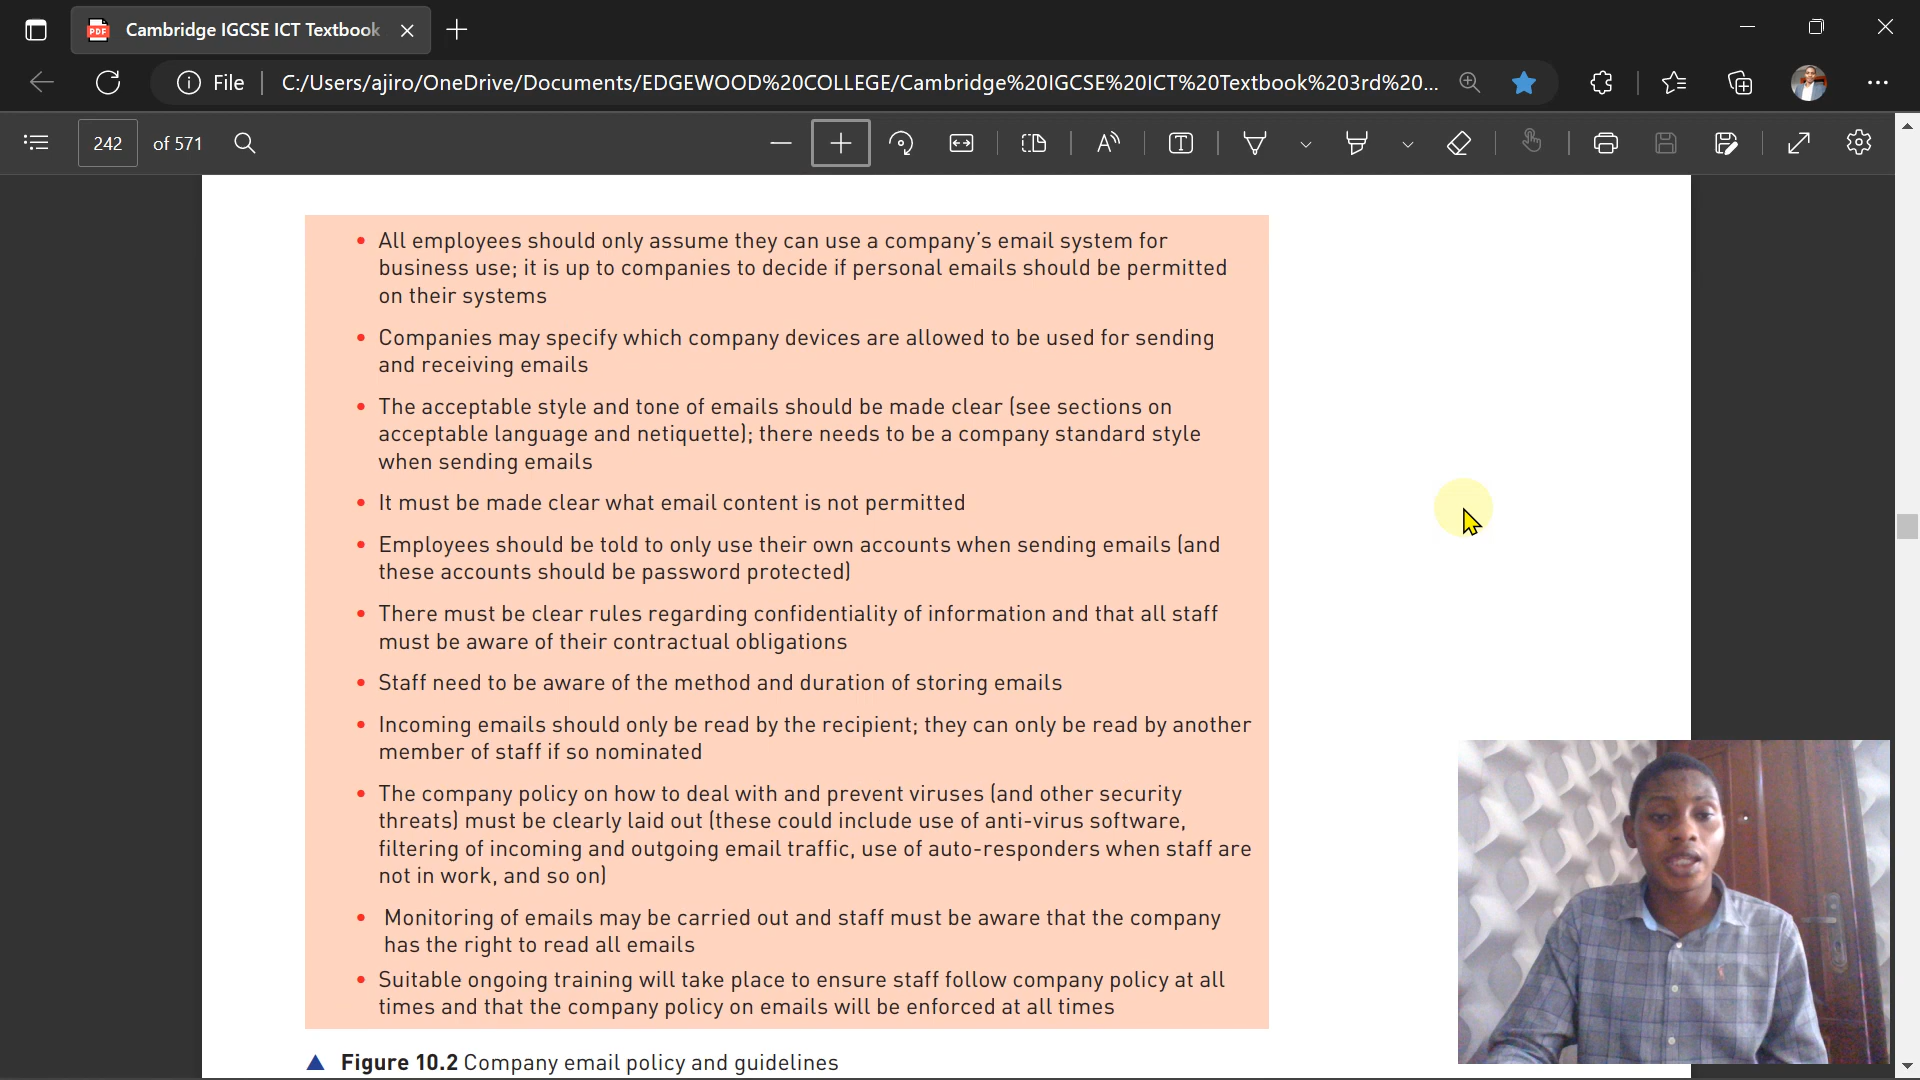 Cambridge IGCSE ICT Textbook
File
C:/Users/ajiro/OneDrive/Documents/EDGEWOOD%20COLLEGE/Cambridge%20IGCSE%20ICT%20Textbook%203rd%20...
242 of 571
• All employees should only assume they can use a company's email system for
business use; it is up to companies to decide if personal emails should be permitted
on their systems
• Companies may specify which company devices are allowed to be used for sending
and receiving emails
• The acceptable style and tone of emails should be made clear (see sections on
acceptable language and netiquette); there needs to be a company standard style
when sending emails
• It must be made clear what email content is not permitted
• Employees should be told to only use their own accounts when sending emails (and
these accounts should be password protected)
• There must be clear rules regarding confidentiality of information and that all staff
must be aware of their contractual obligations
• Staff need to be aware of the method and duration of storing emails
• Incoming emails should only be read by the recipient; they can only be read by another
member of staff if so nominated
• The company policy on how to deal with and prevent viruses (and other security
threats) must be clearly laid out (these could include use of anti-virus software,
filtering of incoming and outgoing email traffic, use of auto-responders when staff are
not in work, and so on)
• Monitoring of emails may be carried out and staff must be aware that the company
has the right to read all emails
• Suitable ongoing training will take place to ensure staff follow company policy at all
times and that the company policy on emails will be enforced at all times
▲ Figure 10.2 Company email policy and guidelines